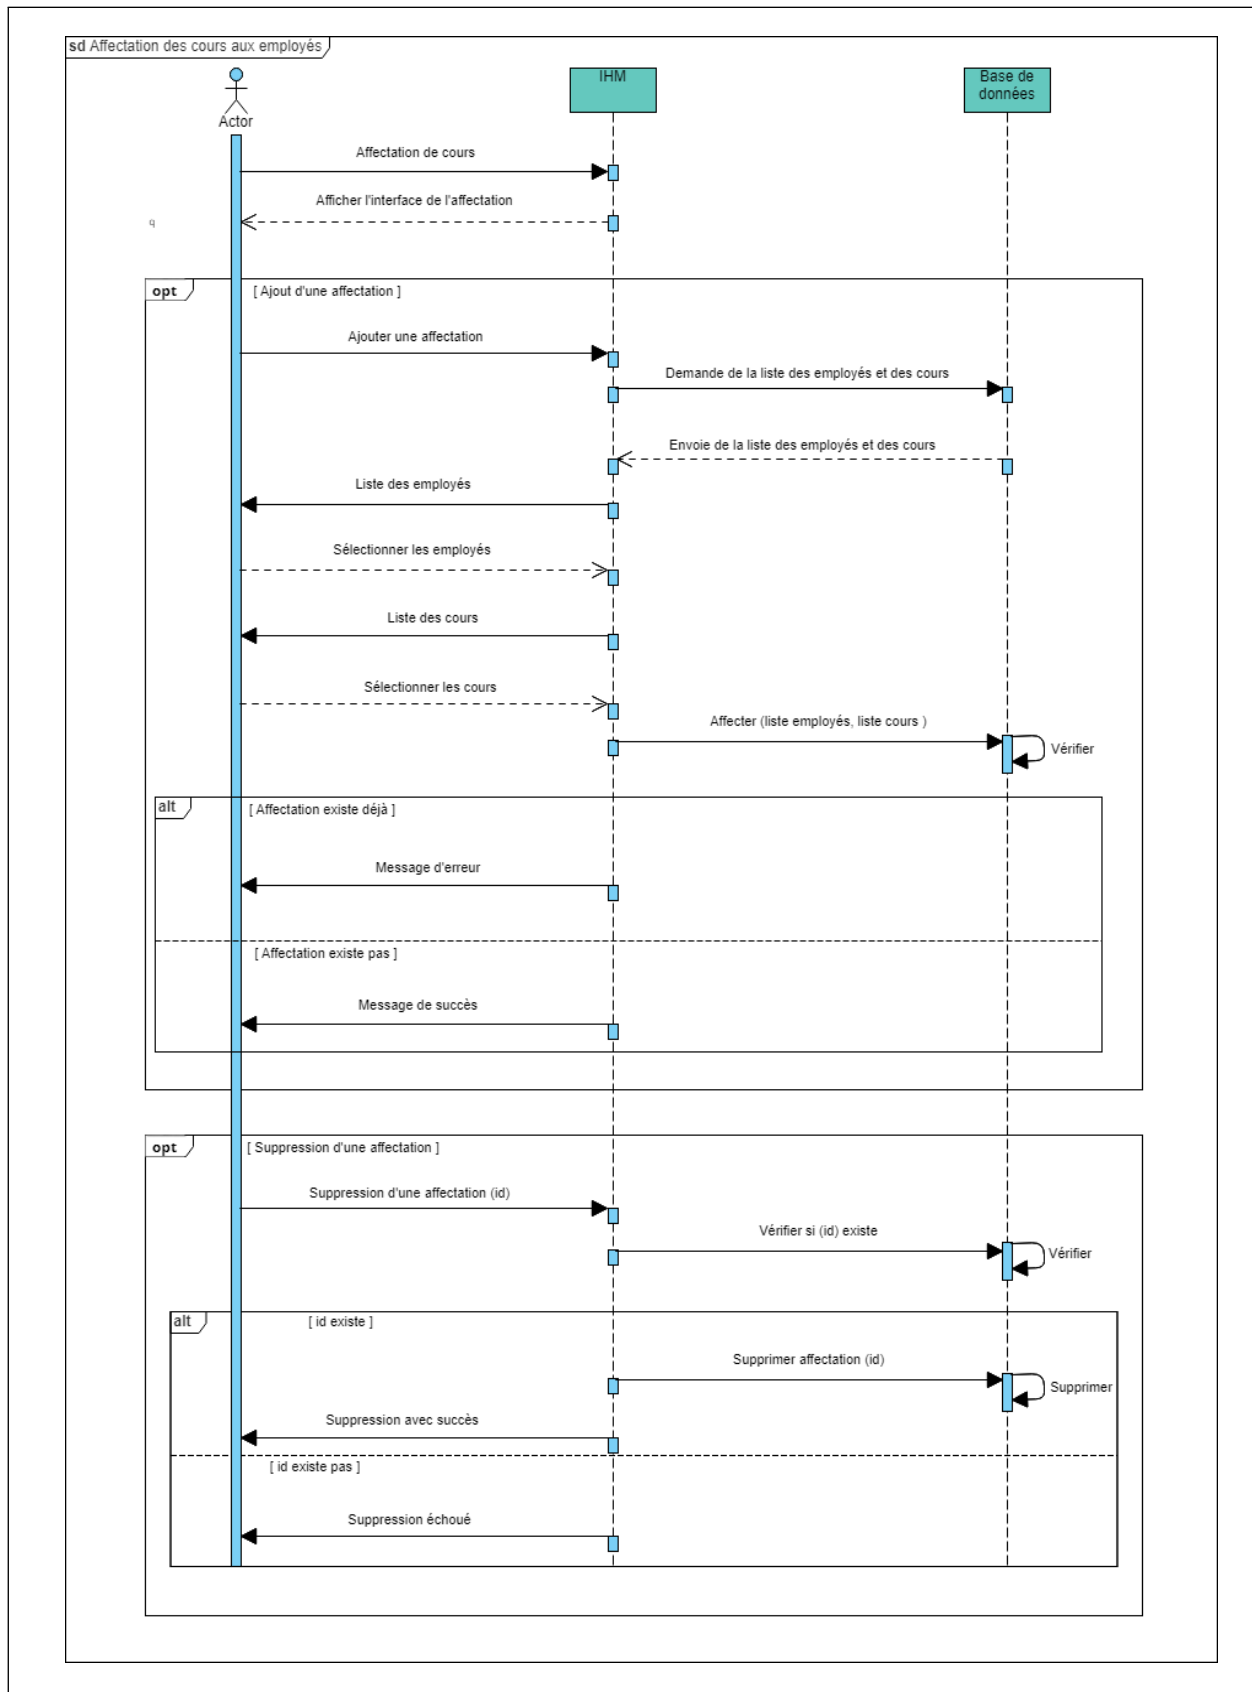 sd Affectation des cours aux employés
Actor
IHM
Base de
données
Affectation de cours
Afficher l'interface de l'affectation
q
opt
[ Ajout d'une affectation ]
Ajouter une affectation
Demande de la liste des employés et des cours
Envoie de la liste des employés et des cours
Liste des employés
Sélectionner les employés
Liste des cours
Sélectionner les cours
Affecter (liste employés, liste cours )
Vérifier
alt
[ Affectation existe déjà ]
Message d'erreur
[ Affectation existe pas ]
Message de succès
opt
[ Suppression d'une affectation ]
Suppression d'une affectation (id)
Vérifier si (id) existe
Vérifier
alt
[ id existe ]
Supprimer affectation (id)
Supprimer
Suppression avec succès
[ id existe pas ]
Suppression échoué